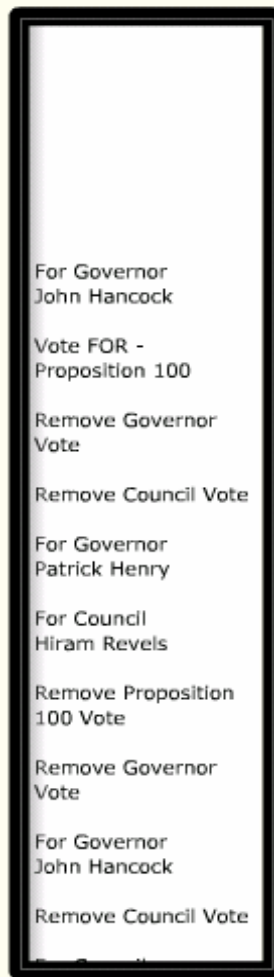 For Governor
John Hancock
Vote FOR -
Proposition 100
Remove Governor
Vote
Remove Council Vote
For Governor
Patrick Henry
For Council
Hiram Revels
Remove Proposition
100 Vote
Remove Governor
Vote
For Governor
John Hancock
Remove Council Vote